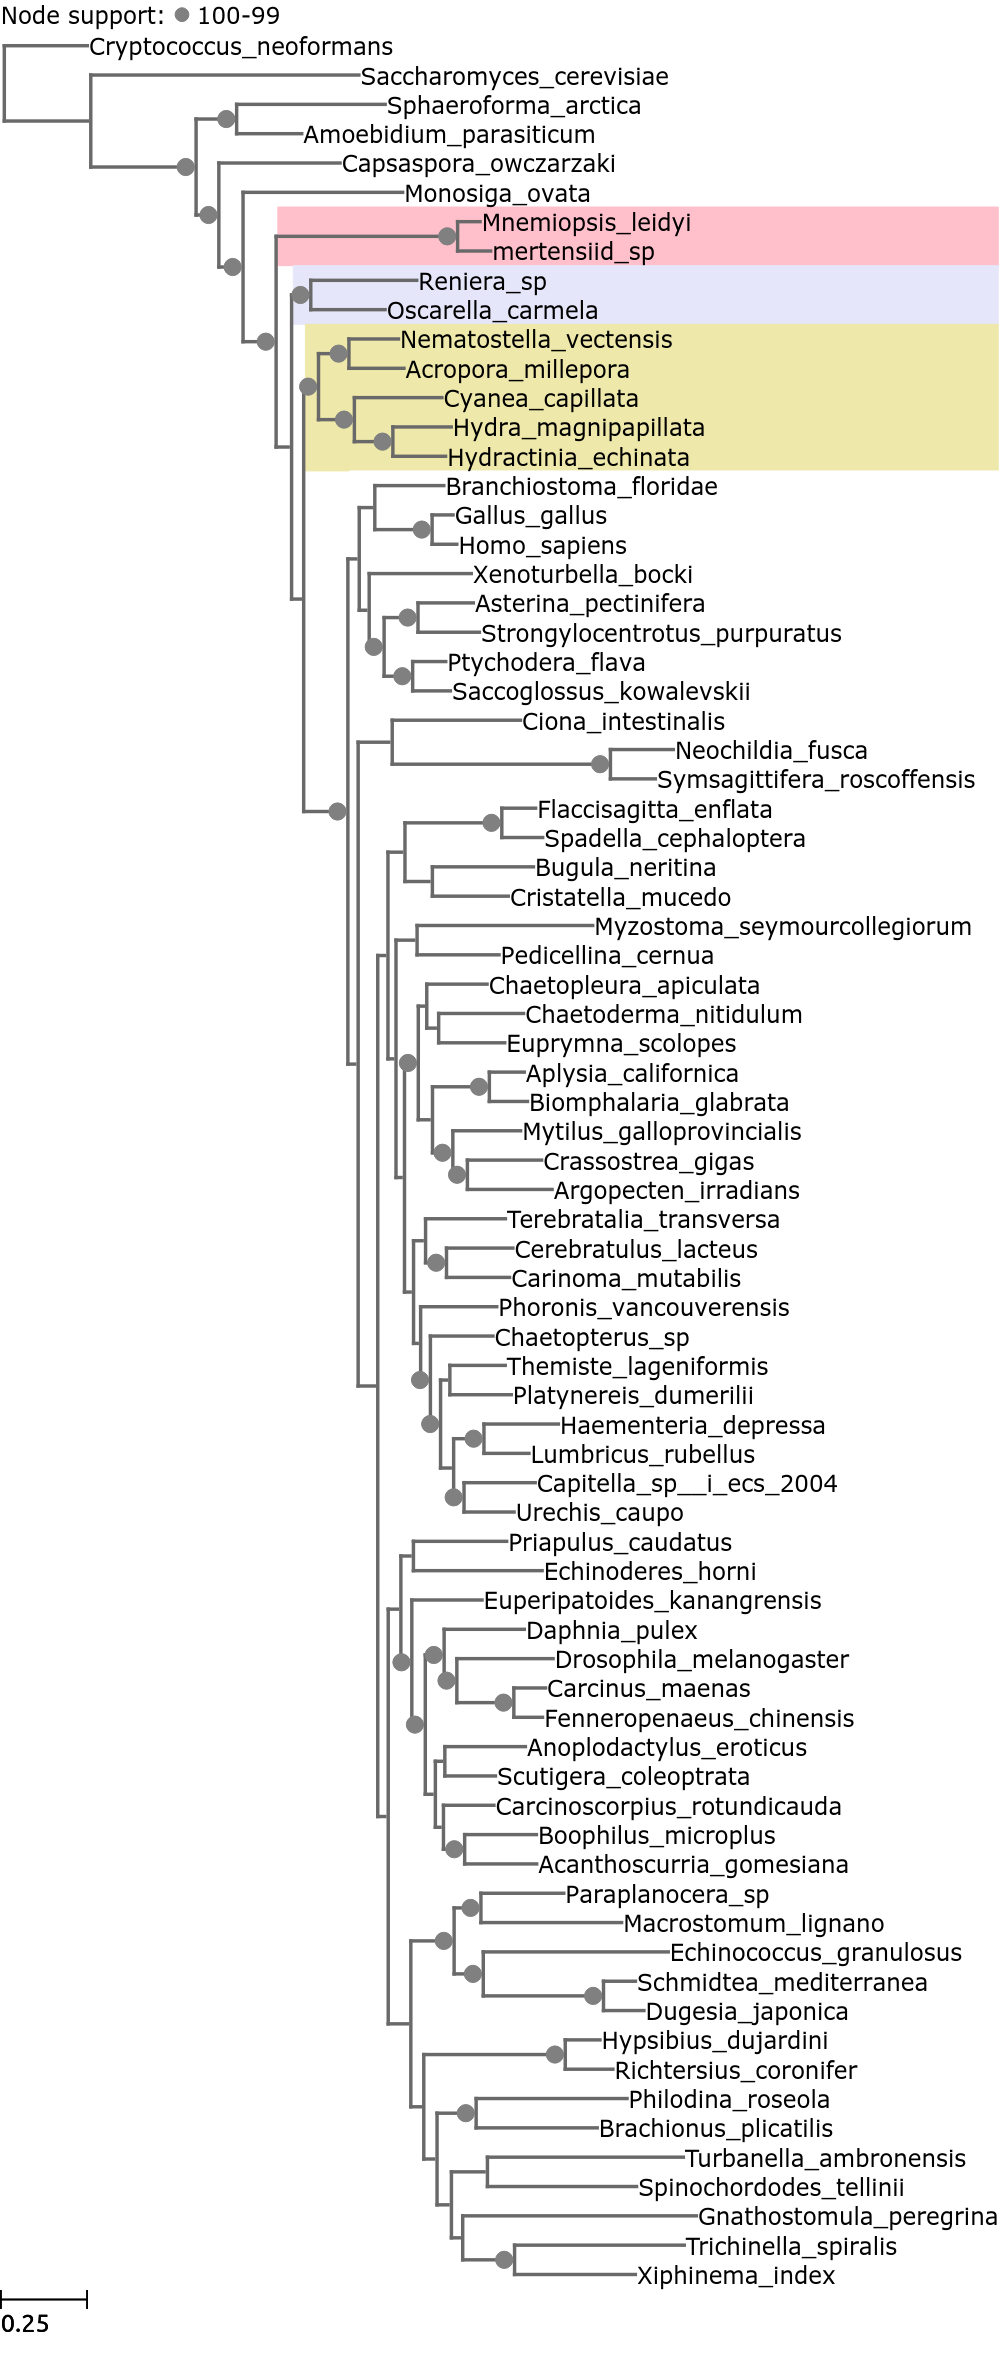 Node support: 100-99
Cryptococcus_neoformans
Saccharomyces_cerevisiae
Sphaeroforma_arctica
Amoebidium_parasiticum
Capsaspora_owczarzaki
Monosiga_ovata
Mnemiopsis_leidyi
mertensiid_sp
Reniera_sp
Oscarella_carmela
Nematostella_vectensis
Acropora_millepora
Cyanea_capillata
Hydra_magnipapillata
Hydractinia_echinata
Branchiostoma_floridae
Gallus_gallus
Homo_sapiens
Xenoturbella_bocki
Asterina_pectinifera
Strongylocentrotus_purpuratus
Ptychodera_flava
Saccoglossus_kowalevskii
Ciona_intestinalis
Neochildia_fusca
Symsagittifera_roscoffensis
Flaccisagitta_enflata
Spadella_cephaloptera
Bugula_neritina
Cristatella_mucedo
Myzostoma_seymourcollegiorum
Pedicellina_cernua
Chaetopleura_apiculata
Chaetoderma_nitidulum
Euprymna_scolopes
Aplysia_californica
Biomphalaria_glabrata
Mytilus_galloprovincialis
Crassostrea_gigas
Argopecten_irradians
Terebratalia_transversa
Cerebratulus_lacteus
Carinoma_mutabilis
Phoronis_vancouverensis
Chaetopterus_sp
Themiste_lageniformis
Platynereis_dumerilii
Haementeria_depressa
Lumbricus_rubellus
Capitella_sp__i_ecs_2004
Urechis_caupo
Priapulus_caudatus
Echinoderes_horni
Euperipatoides_kanangrensis
Daphnia_pulex
Drosophila_melanogaster
Carcinus_maenas
Fenneropenaeus_chinensis
Anoplodactylus_eroticus
Scutigera_coleoptrata
Carcinoscorpius_rotundicauda
Boophilus_microplus
Acanthoscurria_gomesiana
Paraplanocera_sp
Macrostomum_lignano
Echinococcus_granulosus
Schmidtea_mediterranea
Dugesia_japonica
Hypsibius_dujardini
Richtersius_coronifer
Philodina_roseola
Brachionus_plicatilis
Turbanella_ambronensis
Spinochordodes_tellinii
Gnathostomula_peregrina
Trichinella_spiralis
Xiphinema_index
0.25